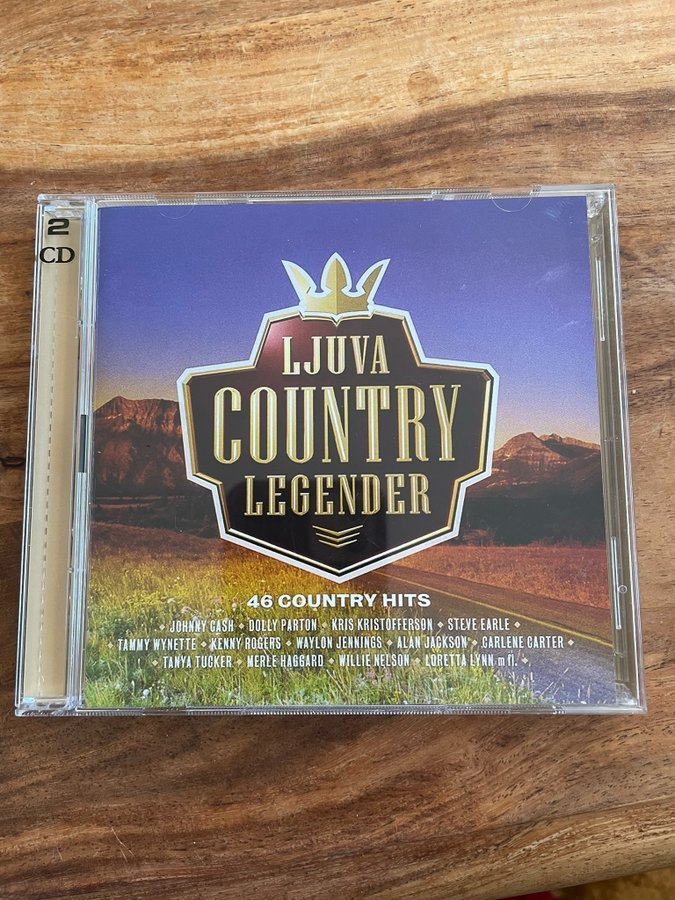 2
CD
LJUVA
COUNTRY
LEGENDER
46 COUNTRY HITS
• JOHNNY CASH • DOLLY PARTON • KRIS KRISTOFFERSON • STEVE EARLE •
• TAMMY WYNETTE • KENNY ROGERS • WAYLON JENNINGS • ALAN JACKSON • CARLENE CARTER •
• TANYA TUCKER • MERLE HAGGARD • WILLIE NELSON • LORETTA LYNN m fl. •